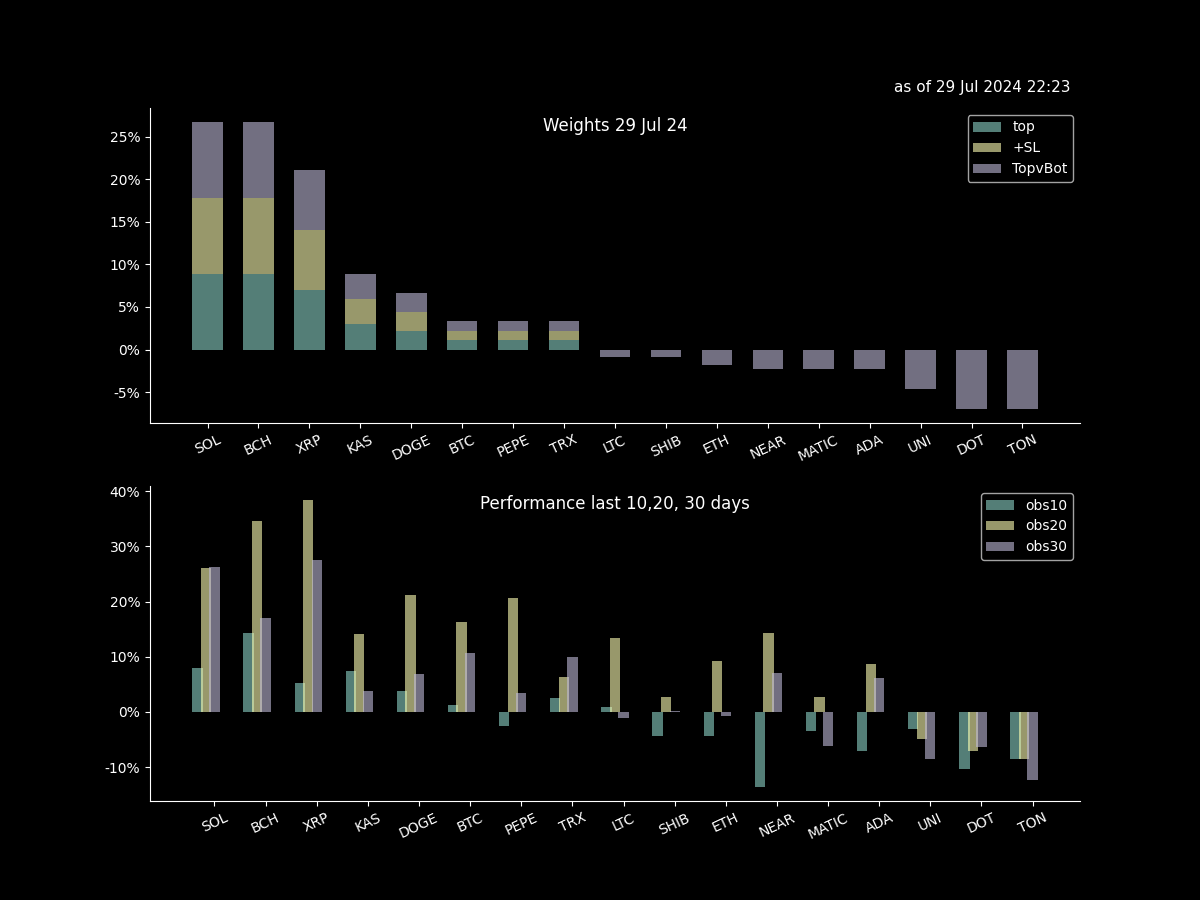 as of 29 Jul 2024 22:23
Weights 29 Jul 24
top
+SL
TopvBot
25%
20%
15%
10%
5%
0%
-5%
SOL BCH XRP KAS DOGE BTC PEPE TRX LTC SHIB ETH NEAR MATIC ADA UNI DOT TON
Performance last 10,20, 30 days
obs10
obs20
obs30
40%
30%
20%
10%
0%
-10%
SOL BCH XRP KAS DOGE BTC PEPE TRX LTC SHIB ETH NEAR MATIC ADA UNI DOT TON